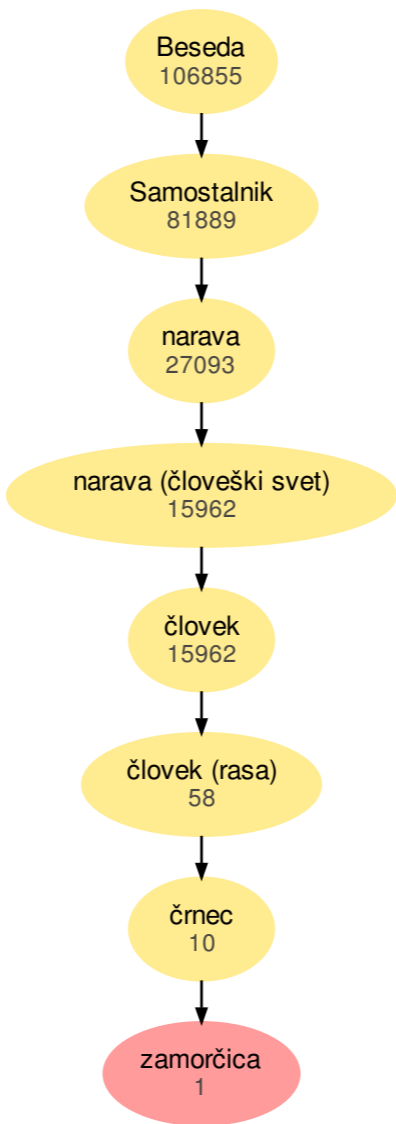 Beseda
106855
Samostalnik
81889
narava
27093
narava (človeški svet)
15962
človek
15962
človek (rasa)
58
črnec
10
zamorčica
1